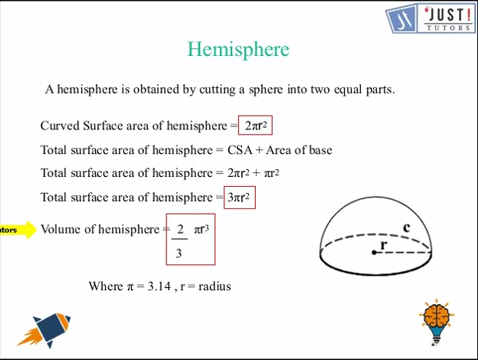 JUST!
TUTORS
Hemisphere
A hemisphere is obtained by cutting a sphere into two equal parts.
Curved Surface area of hemisphere = 2πr²
Total surface area of hemisphere = CSA + Area of base
Total surface area of hemisphere = 2πr² + πr²
Total surface area of hemisphere = 3πr²
tors
Volume of hemisphere = 2/3 πr³
c
r
Where π = 3.14 , r = radius